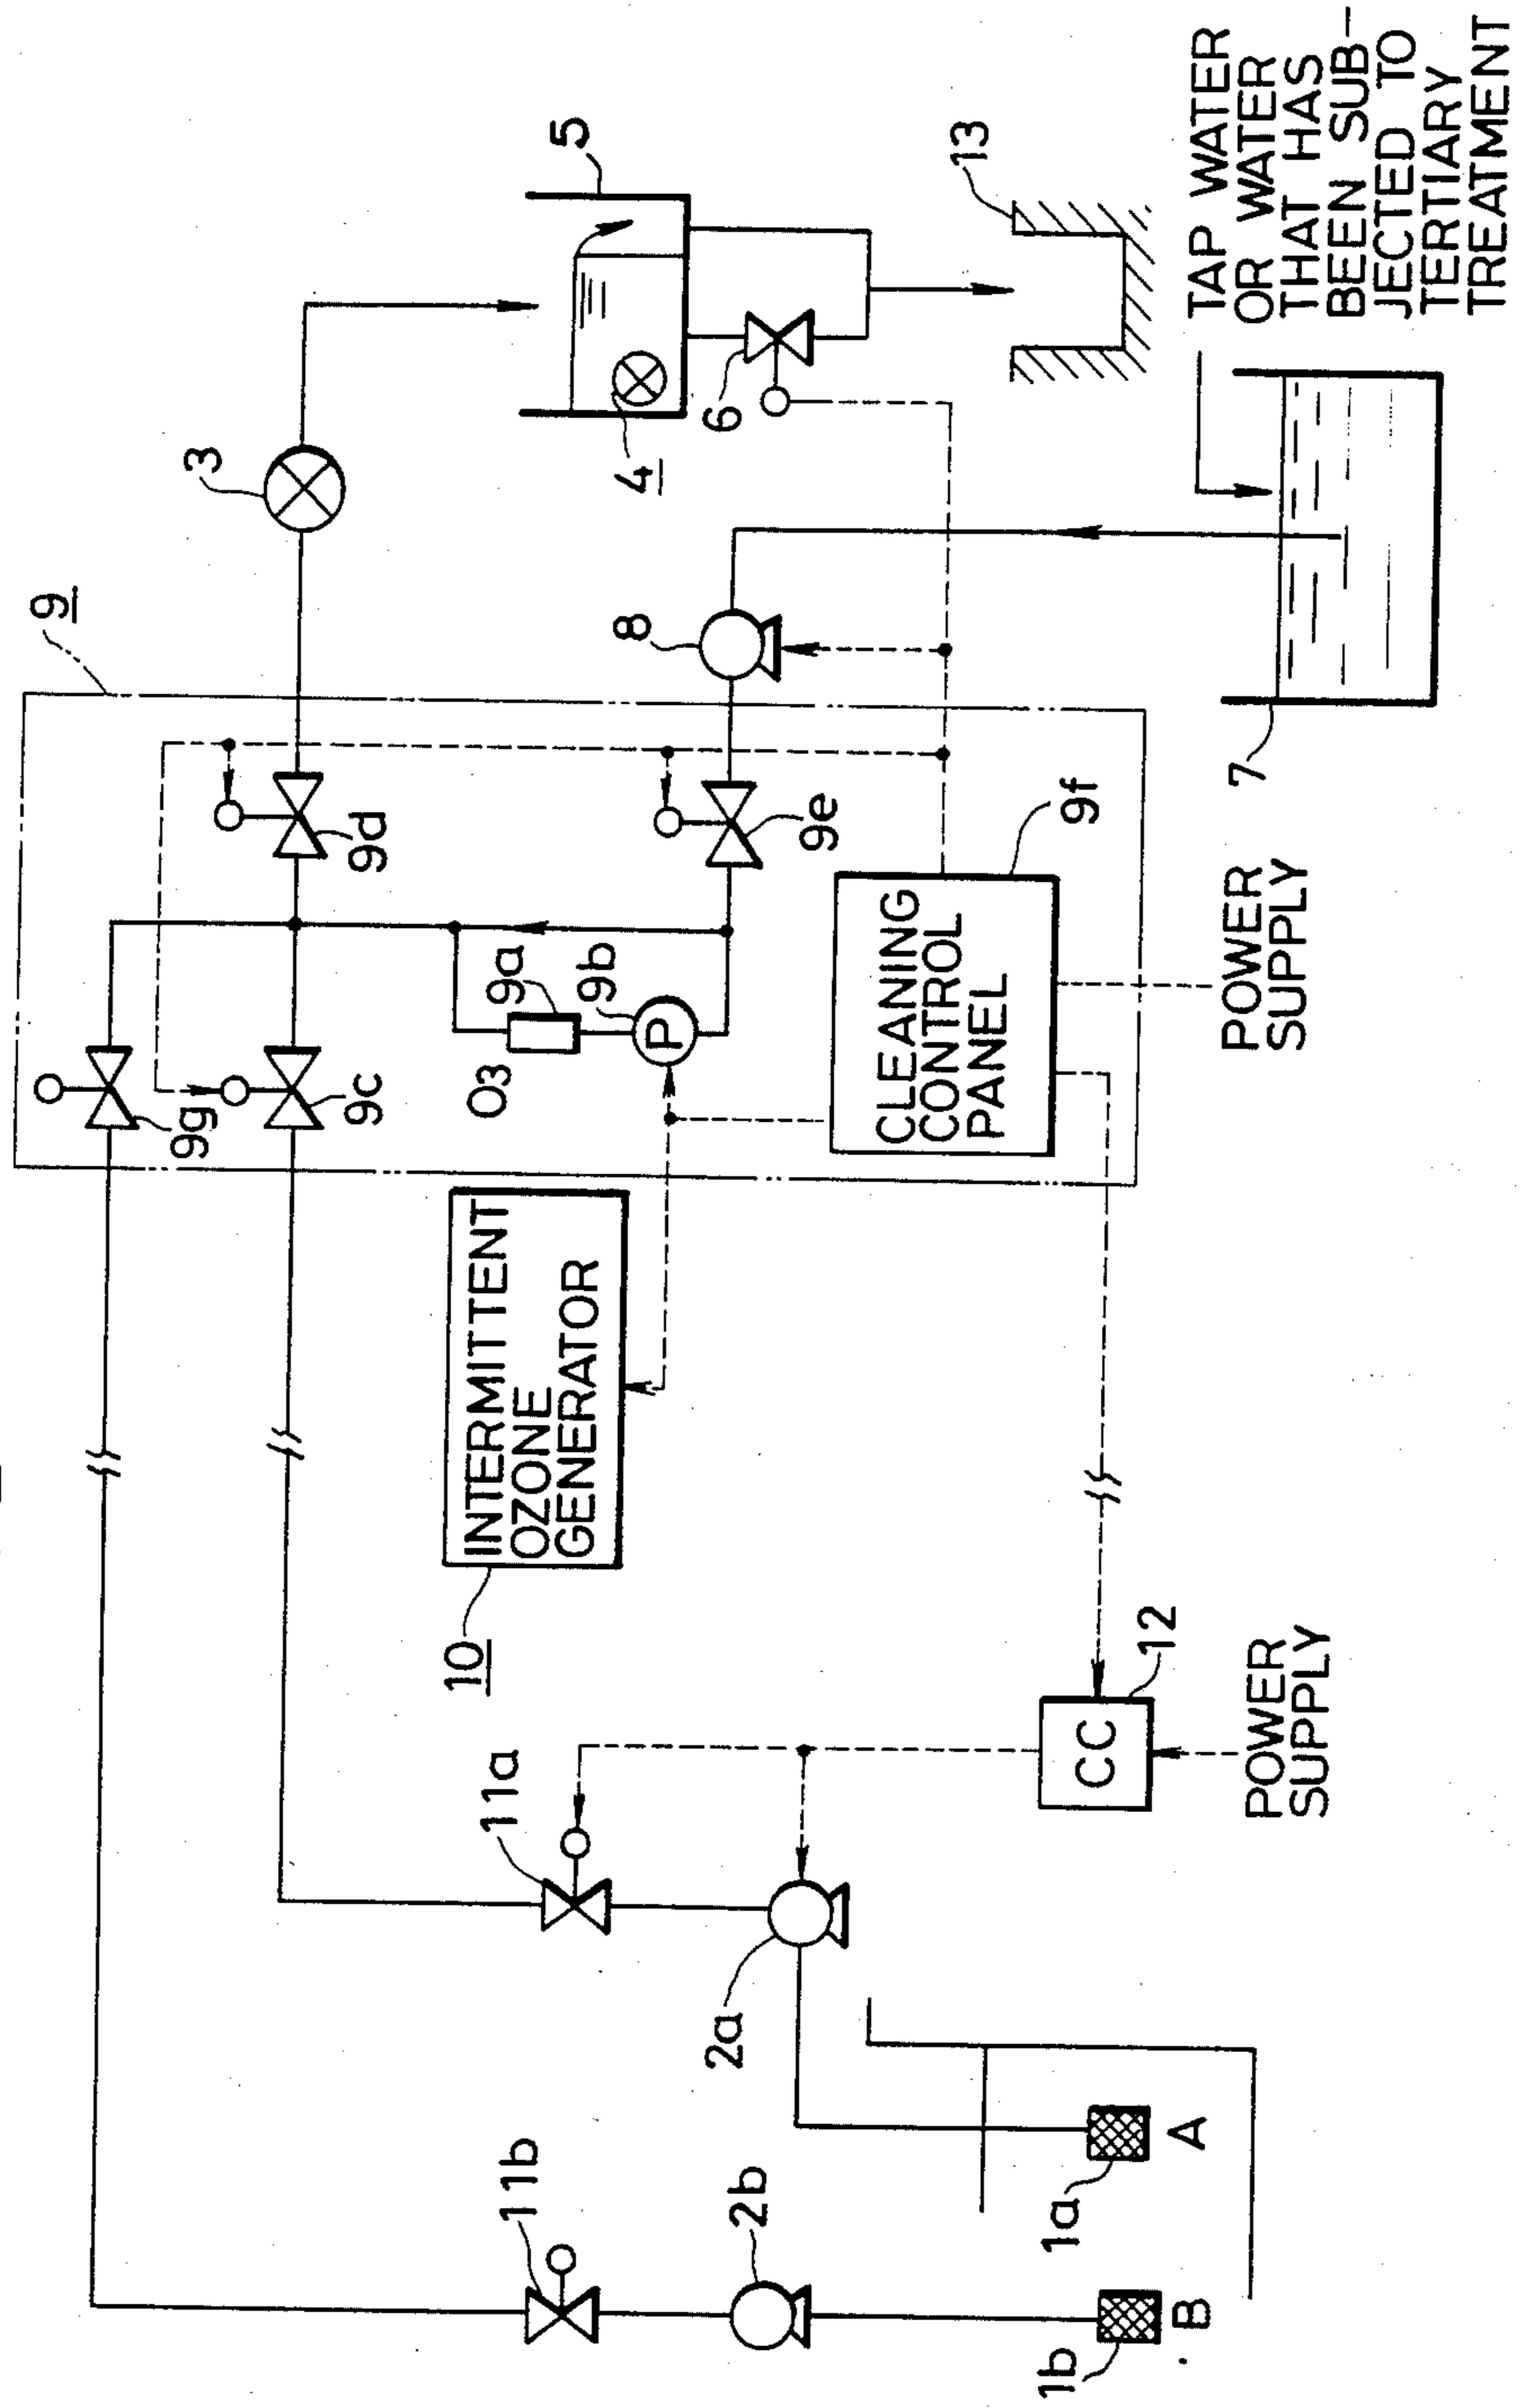 9
3
5
4
6
13
8
7
9d
9e
9f
9g
9c
9a
9b
O3
P
CLEANING
CONTROL
PANEL
POWER
SUPPLY
TAP WATER
OR WATER
THAT HAS
BEEN SUB-
JECTED TO
TERTIARY
TREATMENT
INTERMITTENT
OZONE
GENERATOR
10
11a
2a
CC
12
POWER
SUPPLY
11b
2b
1a
A
1b
B